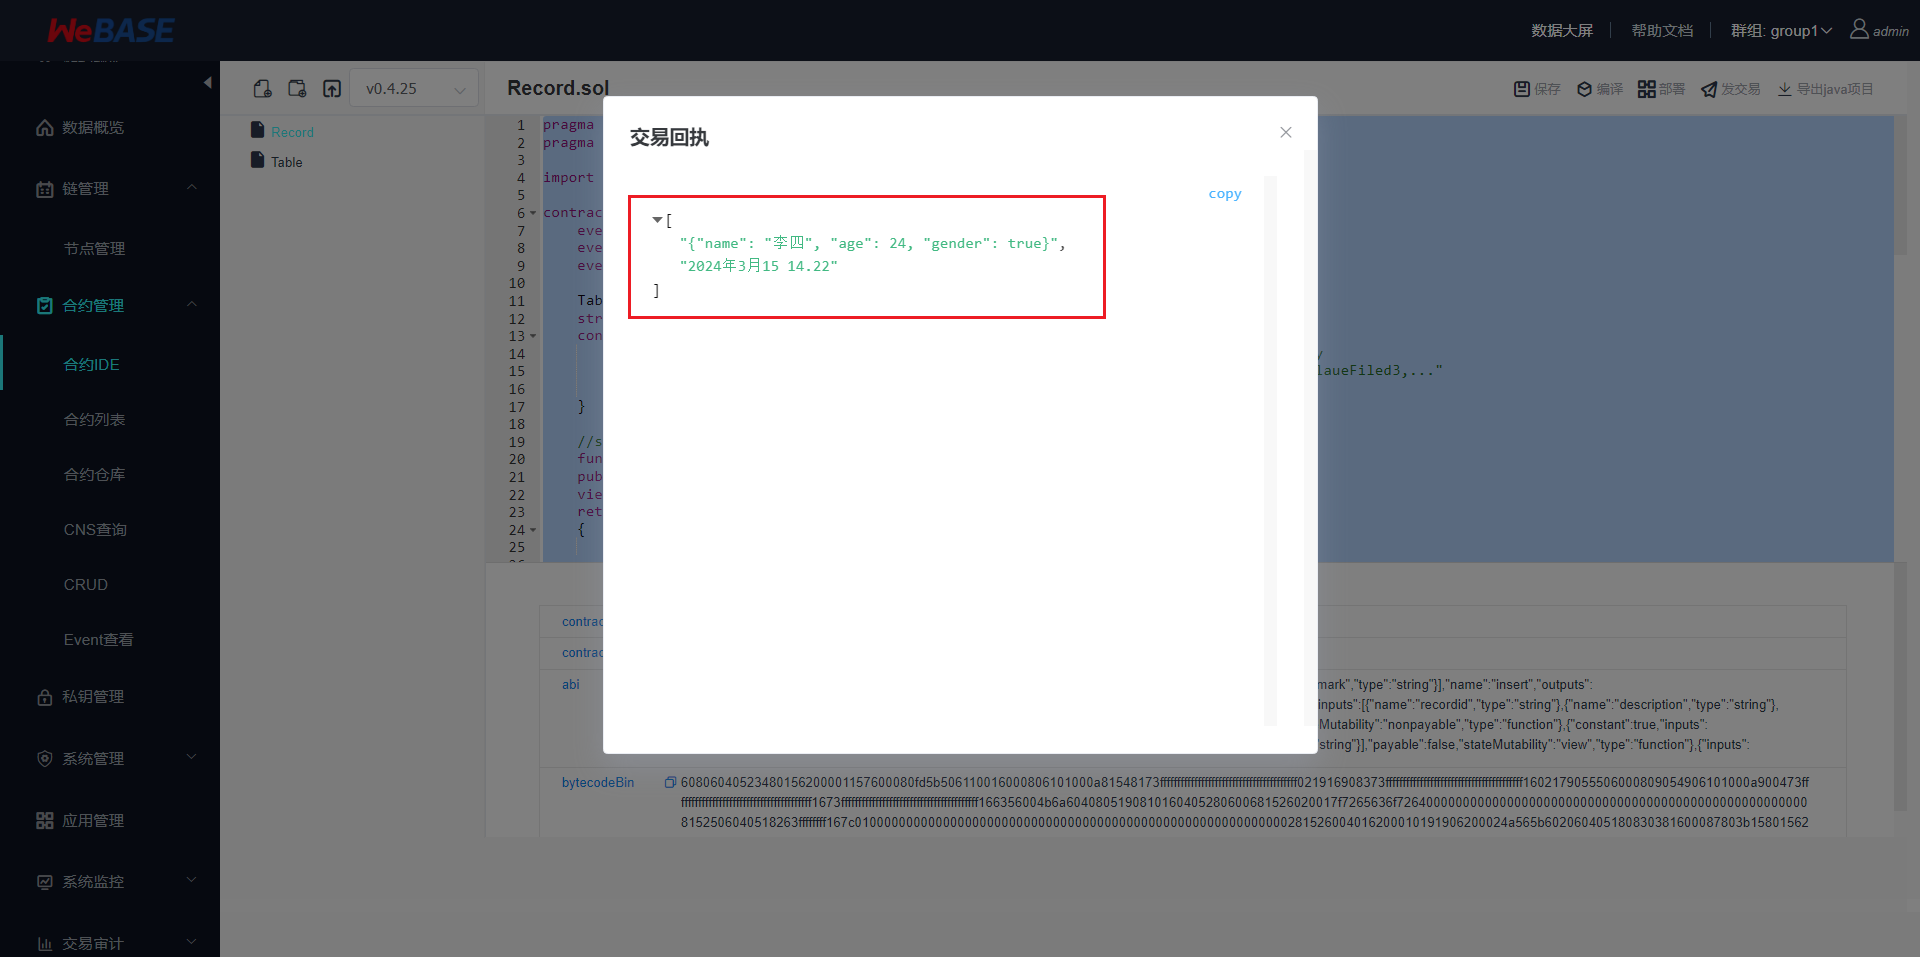 WeBASE
数据大屏
帮助文档
群组: group1
admin
数据概览
链管理
节点管理
合约管理
合约IDE
合约列表
合约仓库
CNS查询
CRUD
Event查看
私钥管理
系统管理
应用管理
系统监控
交易审计
v0.4.25
Record
Table
Record.sol
保存
编译
部署
发交易
导出java项目
1 pragma
2 pragma
3
4 import
5
6 contrac
7 eve
8 eve
9 eve
10
11 Tab
12 str
13 con
14
15 laueFiled3,..."
16
17 }
18
19 //s
20 fun
21 pub
22 vie
23 ret
24 {
25
交易回执
copy
[
"{"name": "李四", "age": 24, "gender": true}",
"2024年3月15 14.22"
]
contrac
contrac
abi
mark","type":"string"}],"name":"insert","outputs":
inputs":[{"name":"recordid","type":"string"},{"name":"description","type":"string"},
Mutability":"nonpayable","type":"function"},{"constant":true,"inputs":
string"}],"payable":false,"stateMutability":"view","type":"function"},{"inputs":
bytecodeBin